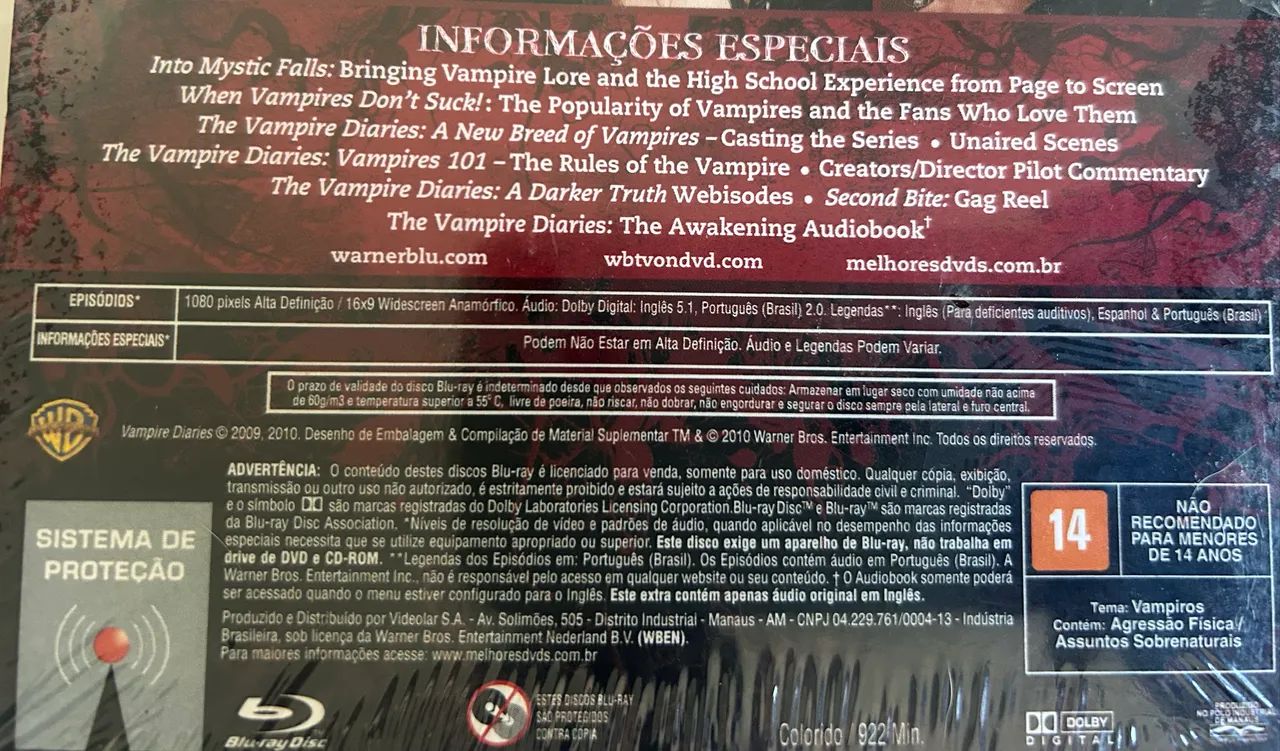 INFORMAÇÕES ESPECIAIS
Into Mystic Falls: Bringing Vampire Lore and the High School Experience from Page to Screen
When Vampires Don't Suck!: The Popularity of Vampires and the Fans Who Love Them
The Vampire Diaries: A New Breed of Vampires – Casting the Series • Unaired Scenes
The Vampire Diaries: Vampires 101 – The Rules of the Vampire • Creators/Director Pilot Commentary
The Vampire Diaries: A Darker Truth Webisodes • Second Bite: Gag Reel
The Vampire Diaries: The Awakening Audiobook†
warnerblu.com wbtvondvd.com melhoresdvds.com.br
EPISÓDIOS* 1080 pixels Alta Definição / 16x9 Widescreen Anamórfico. Áudio: Dolby Digital: Inglês 5.1, Português (Brasil) 2.0. Legendas**: Inglês (Para deficientes auditivos), Espanhol & Português (Brasil)
INFORMAÇÕES ESPECIAIS* Podem Não Estar em Alta Definição. Áudio e Legendas Podem Variar.
O prazo de validade do disco Blu-ray é indeterminado desde que observados os seguintes cuidados: Armazenar em lugar seco com umidade não acima
de 60g/m3 e temperatura superior a 55° C, livre de poeira, não riscar, não dobrar, não engordurar e segurar o disco sempre pela lateral e furo central.
WB
Vampire Diaries © 2009, 2010. Desenho de Embalagem & Compilação de Material Suplementar TM & © 2010 Warner Bros. Entertainment Inc. Todos os direitos reservados.
ADVERTÊNCIA: O conteúdo destes discos Blu-ray é licenciado para venda, somente para uso doméstico. Qualquer cópia, exibição,
transmissão ou outro uso não autorizado, é estritamente proibido e estará sujeito a ações de responsabilidade civil e criminal. "Dolby"
e o símbolo DD são marcas registradas do Dolby Laboratories Licensing Corporation.Blu-ray Disc™ e Blu-ray™ são marcas registradas
da Blu-ray Disc Association. *Níveis de resolução de vídeo e padrões de áudio, quando aplicável no desempenho das informações
especiais necessita que se utilize equipamento apropriado ou superior. Este disco exige um aparelho de Blu-ray, não trabalha em
drive de DVD e CD-ROM. **Legendas dos Episódios em: Português (Brasil). Os Episódios contém áudio em Português (Brasil). A
Warner Bros. Entertainment Inc., não é responsável pelo acesso em qualquer website ou seu conteúdo. † O Audiobook somente poderá
ser acessado quando o menu estiver configurado para o Inglês. Este extra contém apenas áudio original em Inglês.
Produzido e Distribuído por Videolar S.A. - Av. Solimões, 505 - Distrito Industrial - Manaus - AM - CNPJ 04.229.761/0004-13 - Indústria
Brasileira, sob licença da Warner Bros. Entertainment Nederland B.V. (WBEN).
Para maiores informações acesse: www.melhoresdvds.com.br
SISTEMA DE
PROTEÇÃO
14
NÃO
RECOMENDADO
PARA MENORES
DE 14 ANOS
Tema: Vampiros
Contém: Agressão Física/
Assuntos Sobrenaturais
Blu-ray Disc
ESTES DISCOS BLU-RAY
SÃO PROTEGIDOS
CONTRA CÓPIA
Colorido / 922 Min.
DOLBY
DIGITAL
PRODUZIDO
NO PÓLO INDUSTRIAL
DE MANAUS